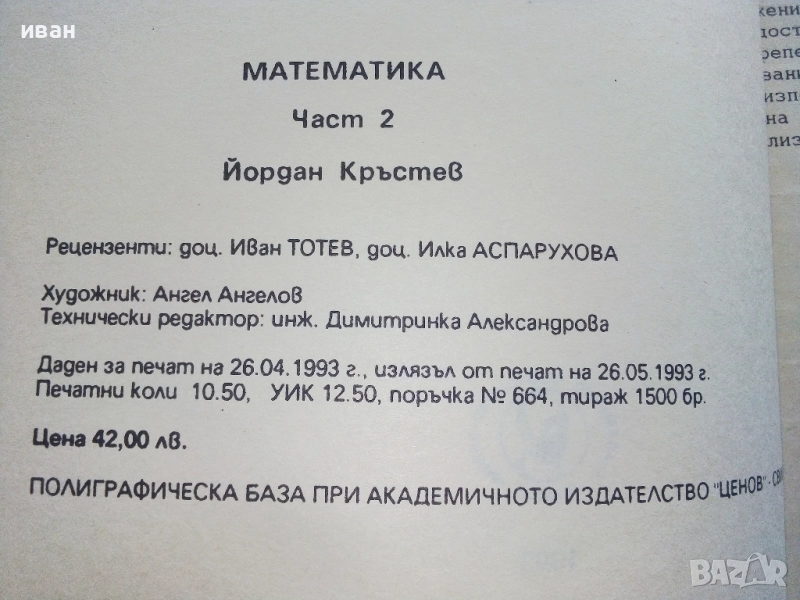 иван
МАТЕМАТИКА
Част 2
Йордан Кръстев
Рецензенти: доц. Иван ТОТЕВ, доц. Илка АСПАРУХОВА
Художник: Ангел Ангелов
Технически редактор: инж. Димитринка Александрова
Даден за печат на 26.04.1993 г., излязъл от печат на 26.05.1993 г.
Печатни коли 10.50, УИК 12.50, поръчка № 664, тираж 1500 бр.
Цена 42,00 лв.
ПОЛИГРАФИЧЕСКА БАЗА ПРИ АКАДЕМИЧНОТО ИЗДАТЕЛСТВО "ЦЕНОВ"-
на
BAZAR